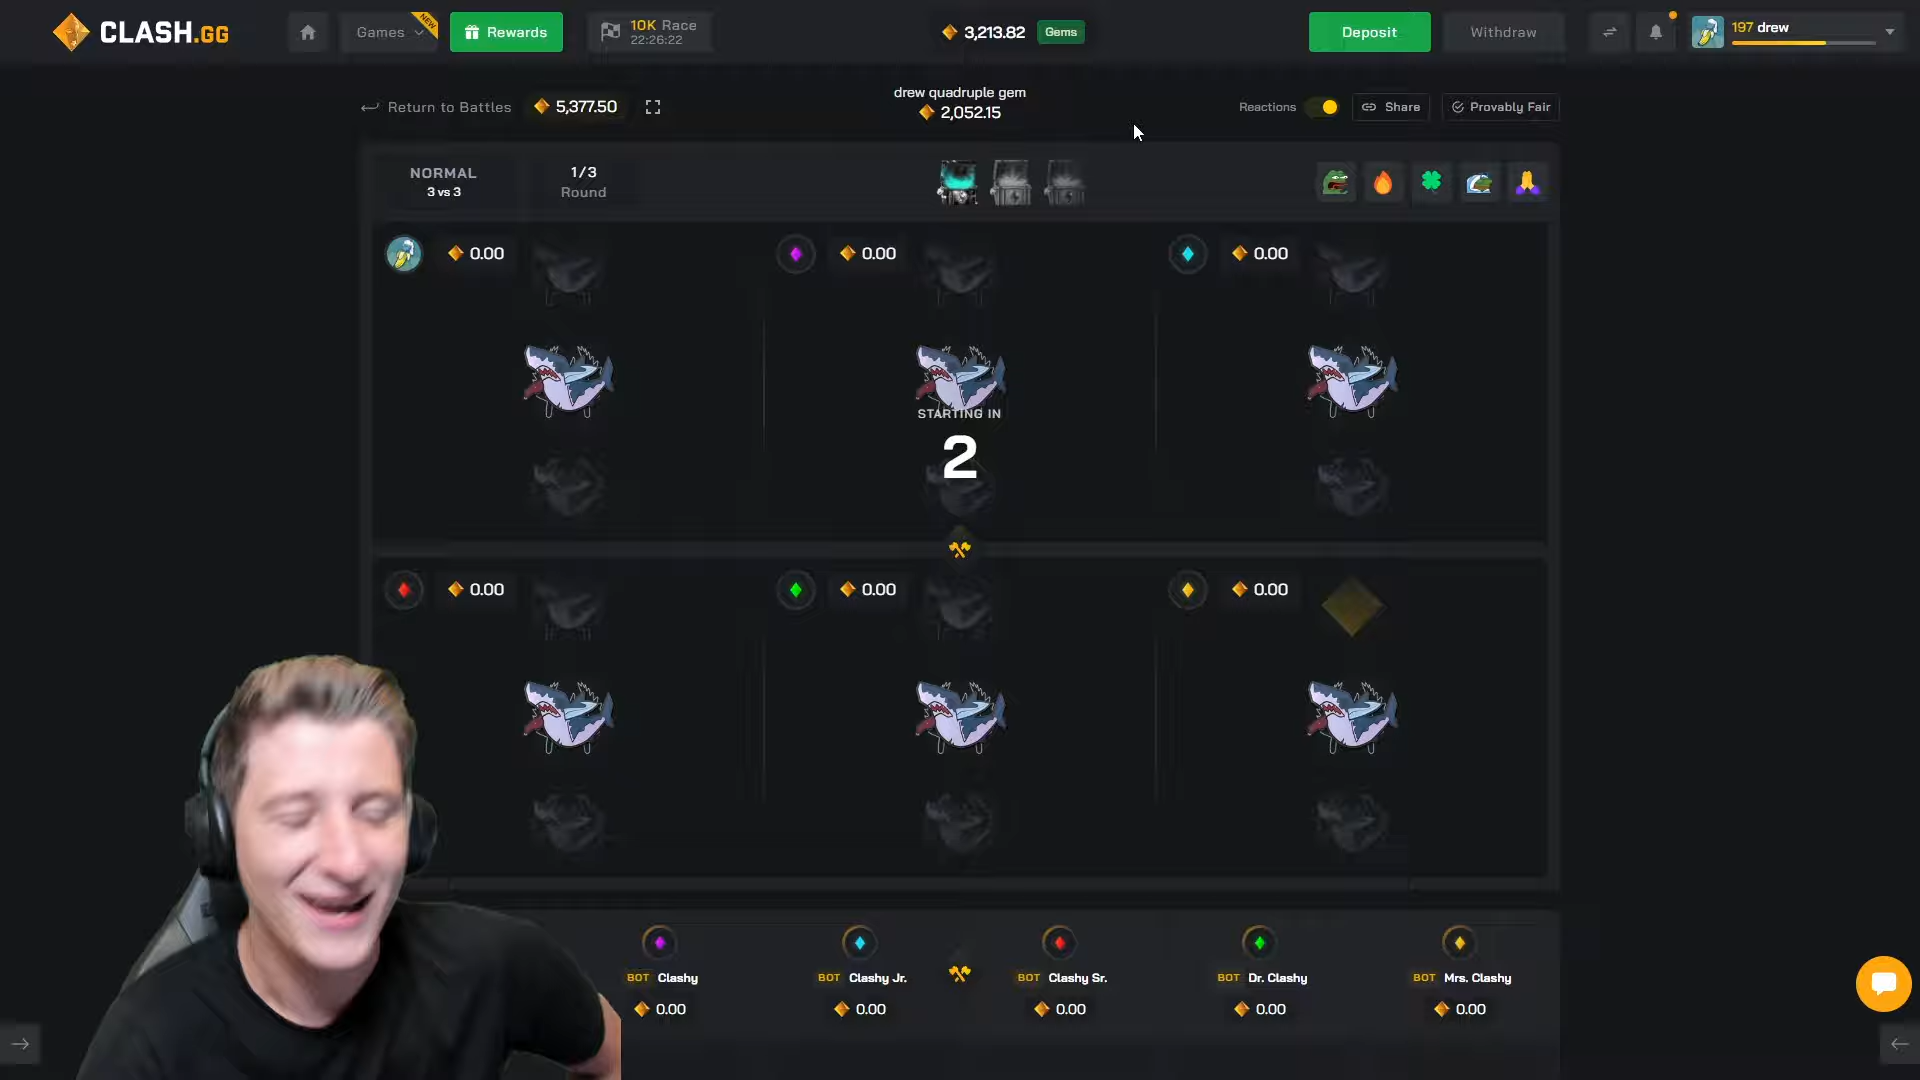 CLASH.GG
Games
NEW
Rewards
10K Race
22:26:22
3,213.82
Gems
Deposit
Withdraw
197 drew
Return to Battles
5,377.50
drew quadruple gem
2,052.15
Reactions
Share
Provably Fair
NORMAL
3 vs 3
1/3
Round
0.00
0.00
0.00
STARTING IN
2
0.00
0.00
0.00
BOT Clashy
BOT Clashy Jr.
BOT Clashy Sr.
BOT Dr. Clashy
BOT Mrs. Clashy
0.00
0.00
0.00
0.00
0.00